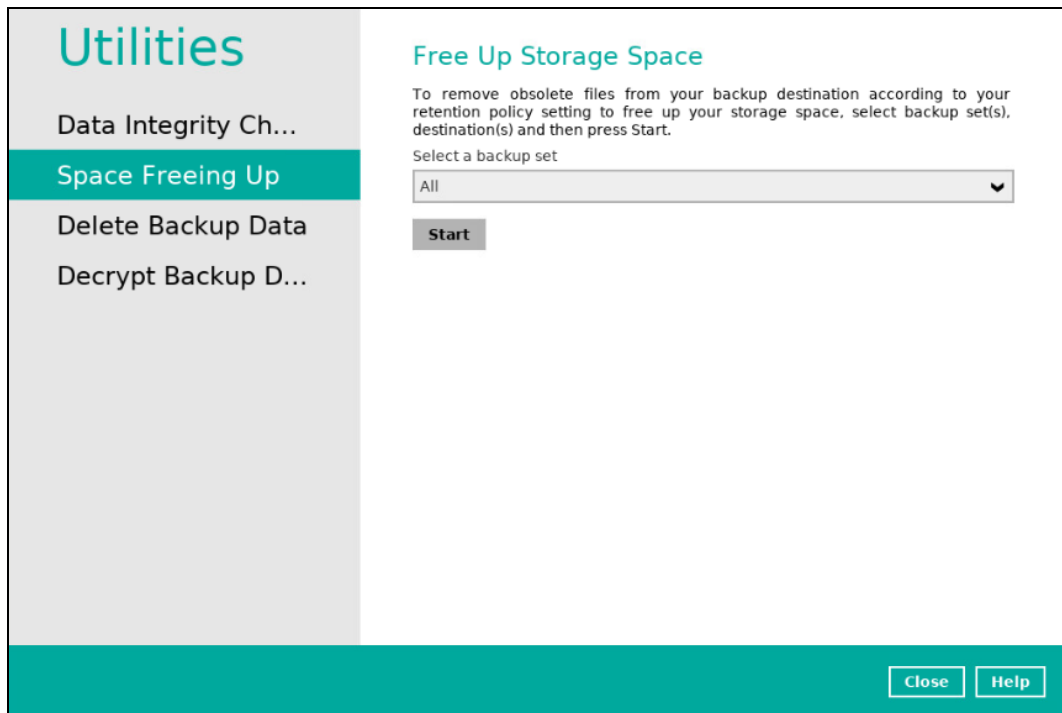 Utilities
Data Integrity Ch...
Space Freeing Up
Delete Backup Data
Decrypt Backup D...
Free Up Storage Space
To remove obsolete files from your backup destination according to your
retention policy setting to free up your storage space, select backup set(s),
destination(s) and then press Start.
Select a backup set
All
Start
Close Help